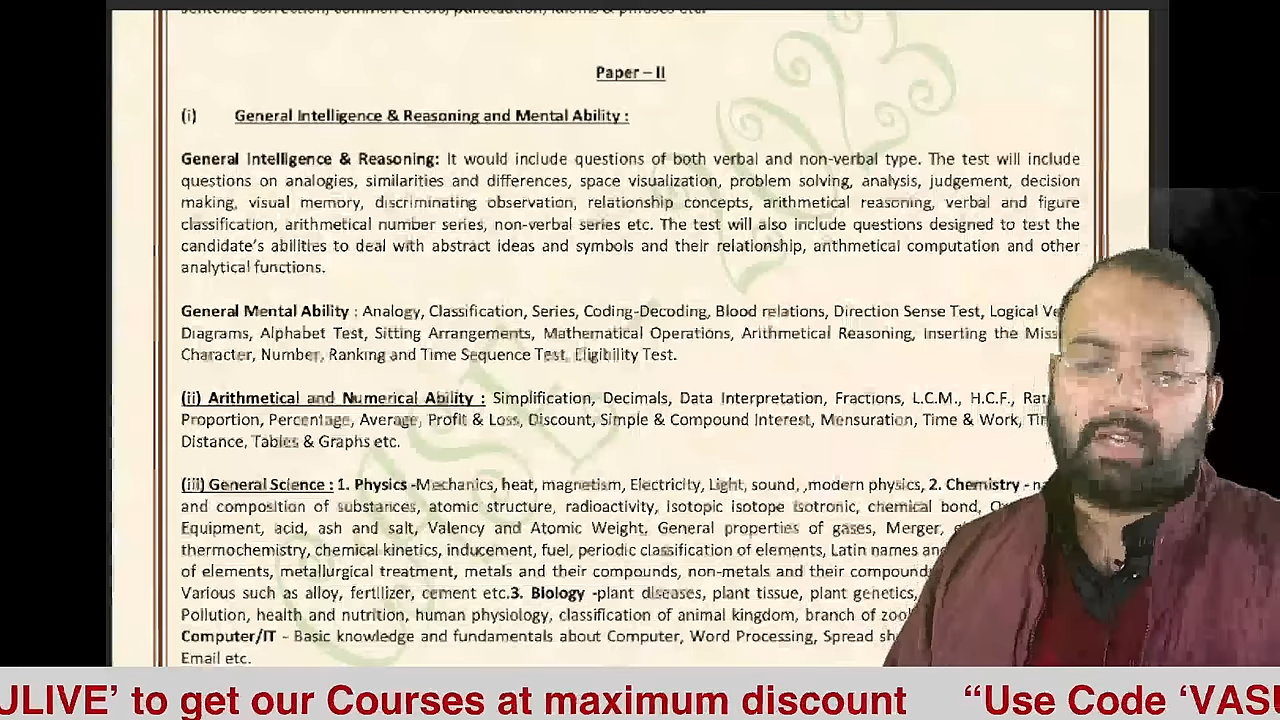 Paper – II
(i) General Intelligence & Reasoning and Mental Ability :
General Intelligence & Reasoning: It would include questions of both verbal and non-verbal type. The test will include
questions on analogies, similarities and differences, space visualization, problem solving, analysis, judgement, decision
making, visual memory, discriminating observation, relationship concepts, arithmetical reasoning, verbal and figure
classification, arithmetical number series, non-verbal series etc. The test will also include questions designed to test the
candidate's abilities to deal with abstract ideas and symbols and their relationship, arithmetical computation and other
analytical functions.
General Mental Ability : Analogy, Classification, Series, Coding-Decoding, Blood relations, Direction Sense Test, Logical
Diagrams, Alphabet Test, Sitting Arrangements, Mathematical Operations, Arithmetical Reasoning, Inserting the
Character, Number, Ranking and Time Sequence Test, Eligibility Test.
(ii) Arithmetical and Numerical Ability : Simplification, Decimals, Data Interpretation, Fractions, L.C.M., H.C.F.,
Proportion, Percentage, Average, Profit & Loss, Discount, Simple & Compound Interest, Mensuration, Time & Work,
Distance, Tables & Graphs etc.
(iii) General Science : 1. Physics -Mechanics, heat, magnetism, Electricity, Light, sound, ,modern physics, 2. Chemistry -
and composition of substances, atomic structure, radioactivity, isotopic isotope isotronic, chemical bond,
Equipment, acid, ash and salt, Valency and Atomic Weight, General properties of gases, Merger,
thermochemistry, chemical kinetics, inducement, fuel, periodic classification of elements, Latin names
of elements, metallurgical treatment, metals and their compounds, non-metals and their
Various such as alloy, fertilizer, cement etc.3. Biology -plant diseases, plant tissue, plant genetics,
Pollution, health and nutrition, human physiology, classification of animal kingdom, branch of
Computer/IT - Basic knowledge and fundamentals about Computer, Word Processing, Spread
Email etc.
2023
JLIVE' to get our Courses at maximum discount “Use Code 'VASU